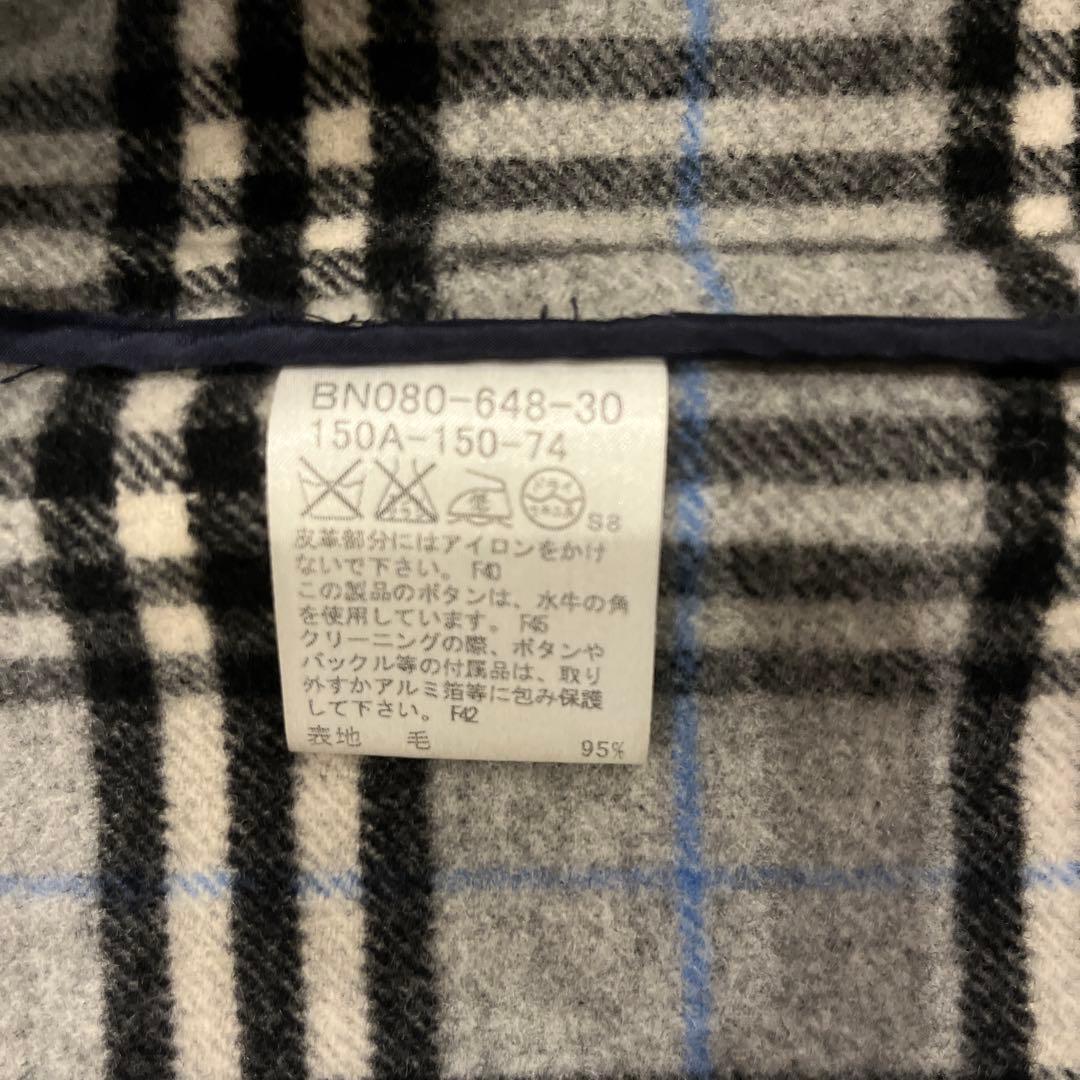 BN080-648-30
150A-150-74
ドライ
S8
皮革部分にはアイロンをかけ
ないで下さい。 F40
この製品のボタンは、水牛の角
を使用しています。 F45
クリーニングの際、ボタンや
バックル等の付属品は、取り
外すかアルミ箔等に包み保護
して下さい。 F42
表地 毛 95%